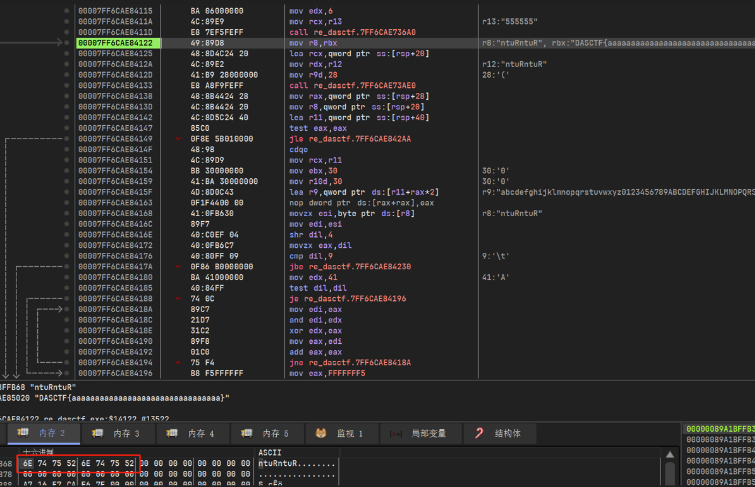 00007FF6CAE84115 BA 06000000 mov edx,6
00007FF6CAE8411A 4C:89E9 mov rcx,r13 r13:"555555"
00007FF6CAE8411D E8 7EF5FEFF call re_dasctf.7FF6CAE736A0
00007FF6CAE84122 49:89D8 mov r8,rbx r8:"ntuRntuR", rbx:"DASCTF{aaaaaaaaaaaaaaaaaaaaaaaaaaaaaaa
00007FF6CAE84125 48:8D4C24 20 lea rcx,qword ptr ss:[rsp+20]
00007FF6CAE8412A 4C:89E2 mov rdx,r12 r12:"ntuRntuR"
00007FF6CAE8412D 41:B9 28000000 mov r9d,28 28:'('
00007FF6CAE84133 E8 A8F9FEFF call re_dasctf.7FF6CAE73AE0
00007FF6CAE84138 48:8B4424 28 mov rax,qword ptr ss:[rsp+28]
00007FF6CAE8413D 4C:8B4424 20 mov r8,qword ptr ss:[rsp+20]
00007FF6CAE84142 4C:8D5C24 40 lea r11,qword ptr ss:[rsp+40]
00007FF6CAE84147 85C0 test eax,eax
00007FF6CAE84149 0F8E 5B010000 jle re_dasctf.7FF6CAE842AA
00007FF6CAE8414F 48:98 cdqe
00007FF6CAE84151 4C:89D9 mov rcx,r11
00007FF6CAE84154 BB 30000000 mov ebx,30 30:'0'
00007FF6CAE84159 41:BA 30000000 mov r10d,30 30:'0'
00007FF6CAE8415F 4D:8D0C43 lea r9,qword ptr ds:[r11+rax*2] r9:"abcdefghijklmnopqrstuvwxyz0123456789ABCDEFGHIJKLMNOPQRS
00007FF6CAE84163 0F1F4400 00 nop dword ptr ds:[rax+rax],eax
00007FF6CAE84168 41:0FB630 movzx esi,byte ptr ds:[r8] r8:"ntuRntuR"
00007FF6CAE8416C 89F7 mov edi,esi
00007FF6CAE8416E 40:C0EF 04 shr dil,4
00007FF6CAE84172 40:0FB6C7 movzx eax,dil
00007FF6CAE84176 40:80FF 09 cmp dil,9 9:'\t'
00007FF6CAE8417A 0F86 B0000000 jbe re_dasctf.7FF6CAE84230
00007FF6CAE84180 BA 41000000 mov edx,41 41:'A'
00007FF6CAE84185 40:84FF test dil,dil
00007FF6CAE84188 74 0C je re_dasctf.7FF6CAE84196
00007FF6CAE8418A 89C7 mov edi,eax
00007FF6CAE8418C 21D7 and edi,edx
00007FF6CAE8418E 31C2 xor edx,eax
00007FF6CAE84190 89F8 mov eax,edi
00007FF6CAE84192 01C0 add eax,eax
00007FF6CAE84194 75 F4 jne re_dasctf.7FF6CAE8418A
00007FF6CAE84196 B8 F5FFFFFF mov eax,FFFFFFF5
BFFB68 "ntuRntuR"
AE85020 "DASCTF{aaaaaaaaaaaaaaaaaaaaaaaaaaaaaaaaa}"
6CAE84122 re_dasctf.exe:$14122 #13522
内存 2 内存 3 内存 4 内存 5 监视 1 局部变量 结构体
十六进制 ASCII
868 6E 74 75 52 6E 74 75 52 00 00 00 00 00 00 00 00 ntuRntuR........
00000089A1BFFB3
00000089A1BFFB4
00000089A1BFFB4
00000089A1BFFB5